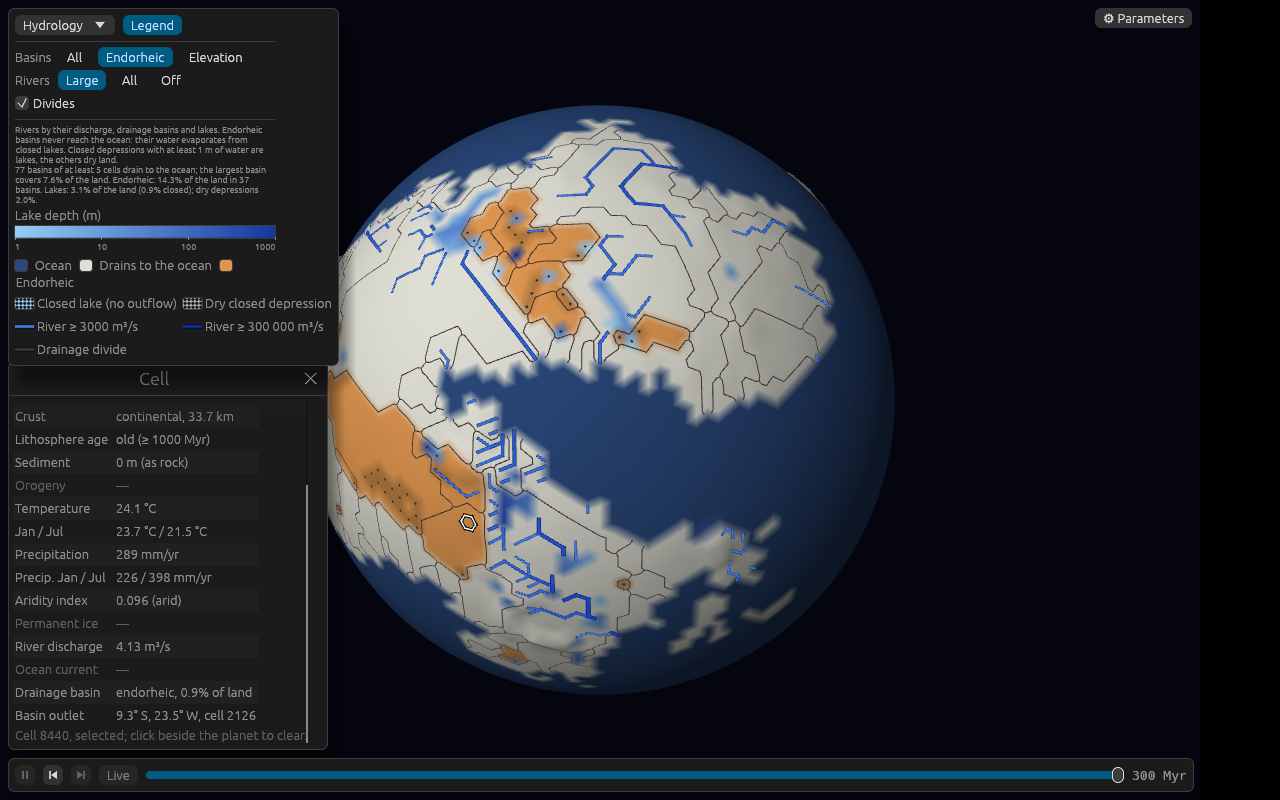 Hydrology Legend
⚙ Parameters
Basins All Endorheic Elevation
Rivers Large All Off
Divides
Rivers by their discharge, drainage basins and lakes. Endorheic
basins never reach the ocean: their water evaporates from
closed lakes. Closed depressions with at least 1 m of water are
lakes, the others dry land.
77 basins of at least 5 cells drain to the ocean; the largest basin
covers 7.6% of the land. Endorheic: 14.3% of the land in 37
basins. Lakes: 3.1% of the land (0.9% closed); dry depressions
2.0%.
Lake depth (m)
1 10 100 1000
Ocean Drains to the ocean
Endorheic
Closed lake (no outflow) Dry closed depression
River ≥ 3000 m³/s River ≥ 300 000 m³/s
Drainage divide
Cell
Crust continental, 33.7 km
Lithosphere age old (≥ 1000 Myr)
Sediment 0 m (as rock)
Orogeny —
Temperature 24.1 °C
Jan / Jul 23.7 °C / 21.5 °C
Precipitation 289 mm/yr
Precip. Jan / Jul 226 / 398 mm/yr
Aridity index 0.096 (arid)
Permanent ice —
River discharge 4.13 m³/s
Ocean current —
Drainage basin endorheic, 0.9% of land
Basin outlet 9.3° S, 23.5° W, cell 2126
Cell 8440, selected; click beside the planet to clear
Live 300 Myr